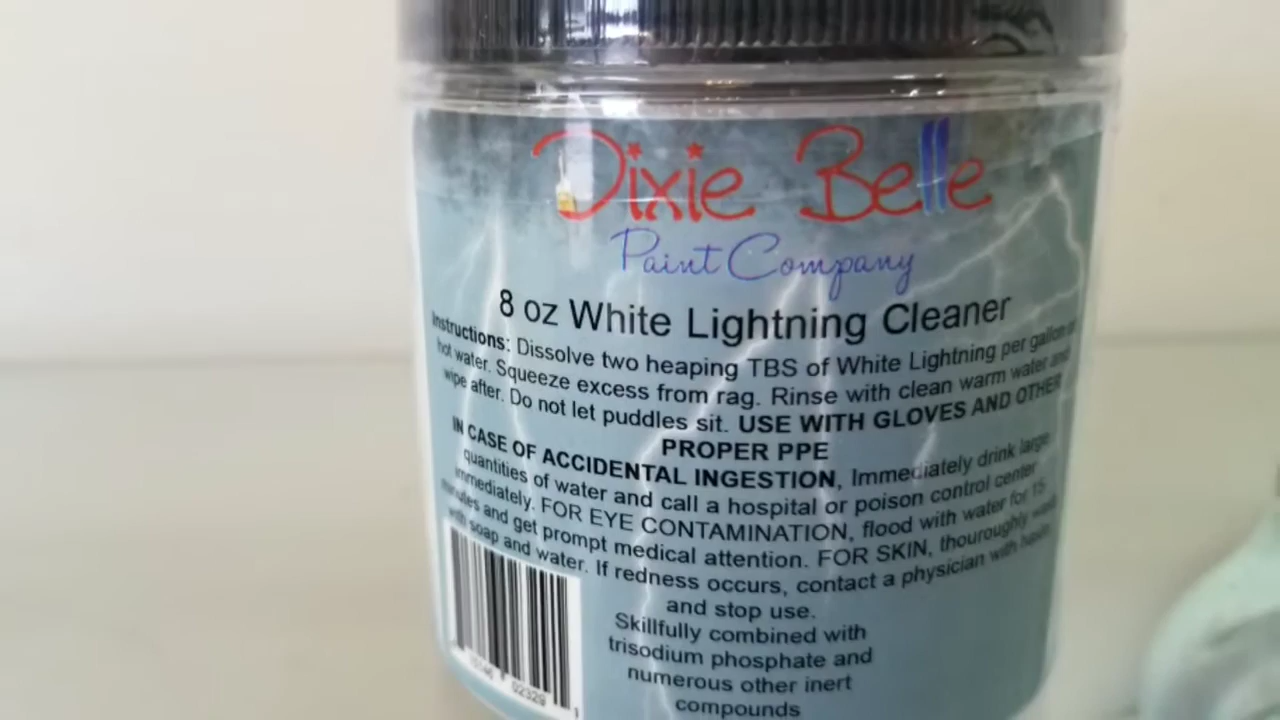 Dixie Belle
Paint Company
8 oz White Lightning Cleaner
Instructions: Dissolve two heaping TBS of White Lightning per gallon of
hot water. Squeeze excess from rag. Rinse with clean warm water and
wipe after. Do not let puddles sit. USE WITH GLOVES AND OTHER
PROPER PPE
IN CASE OF ACCIDENTAL INGESTION, Immediately drink large
quantities of water and call a hospital or poison control center
immediately. FOR EYE CONTAMINATION, flood with water for 15
minutes and get prompt medical attention. FOR SKIN, thouroughly wash
with soap and water. If redness occurs, contact a physician with
and stop use.
Skillfully combined with
trisodium phosphate and
numerous other inert
compounds
02329